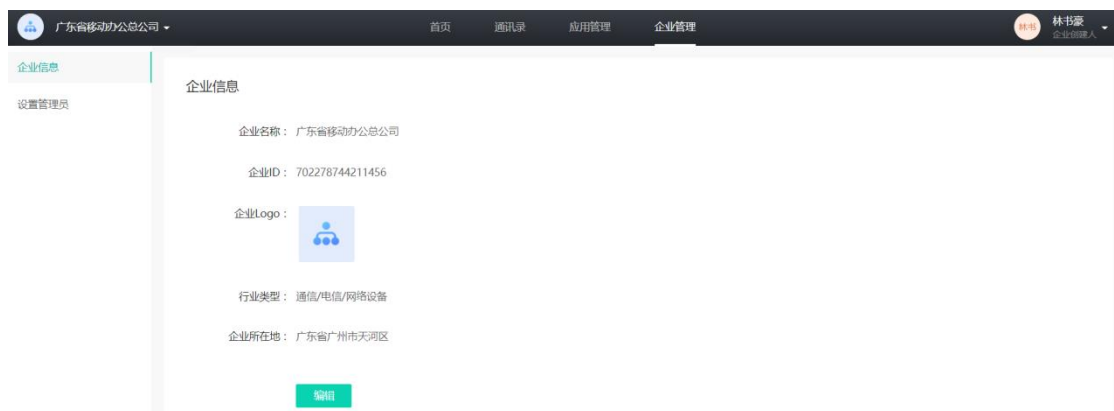 广东省移动办公总公司
首页 通讯录 应用管理 企业管理
林书
林书豪
企业创建人
企业信息
设置管理员
企业信息
企业名称： 广东省移动办公总公司
企业ID： 702278744211456
企业Logo：
行业类型： 通信/电信/网络设备
企业所在地： 广东省广州市天河区
编辑